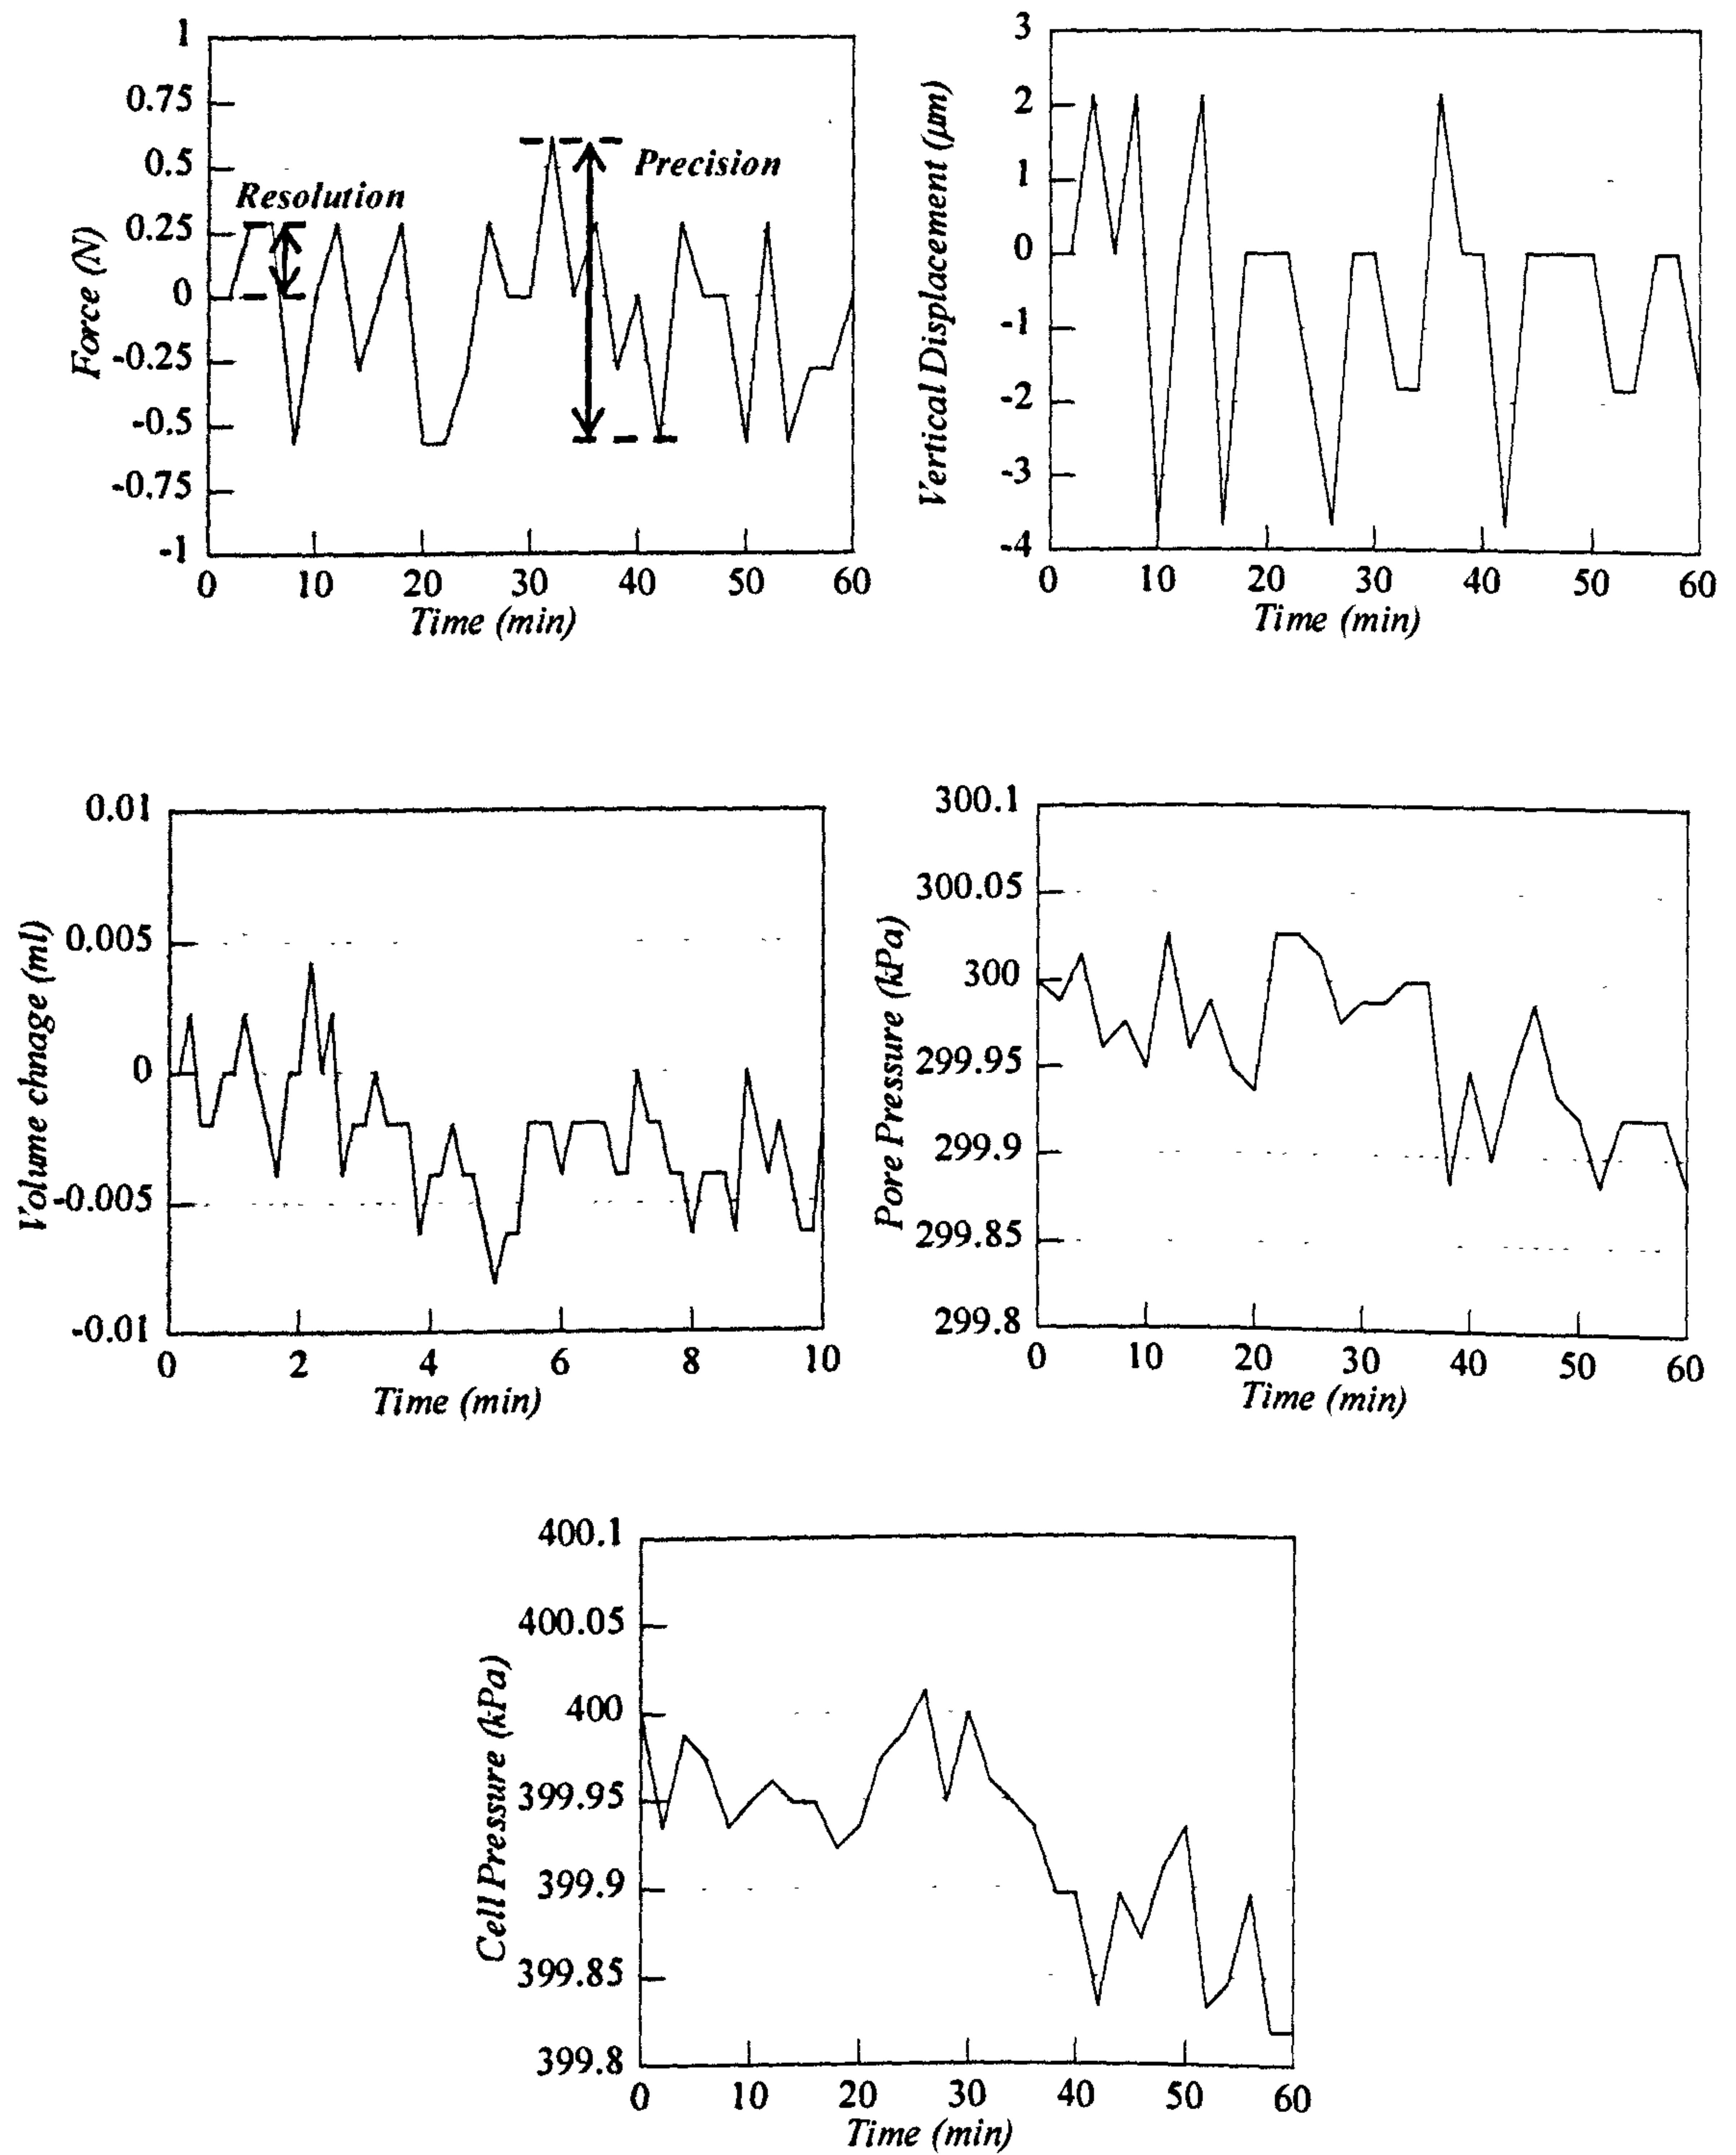 1
0.75
0.5
0.25
0
-0.25
-0.5
-0.75
-1
Force (N)
Resolution
Precision
0 10 20 30 40 50 60
Time (min)
3
2
1
0
-1
-2
-3
-4
Vertical Displacement (μm)
0 10 20 30 40 50 60
Time (min)
0.01
0.005
0
-0.005
-0.01
Volume chnage (ml)
0 2 4 6 8 10
Time (min)
300.1
300.05
300
299.95
299.9
299.85
299.8
Pore Pressure (kPa)
0 10 20 30 40 50 60
Time (min)
400.1
400.05
400
399.95
399.9
399.85
399.8
Cell Pressure (kPa)
0 10 20 30 40 50 60
Time (min)